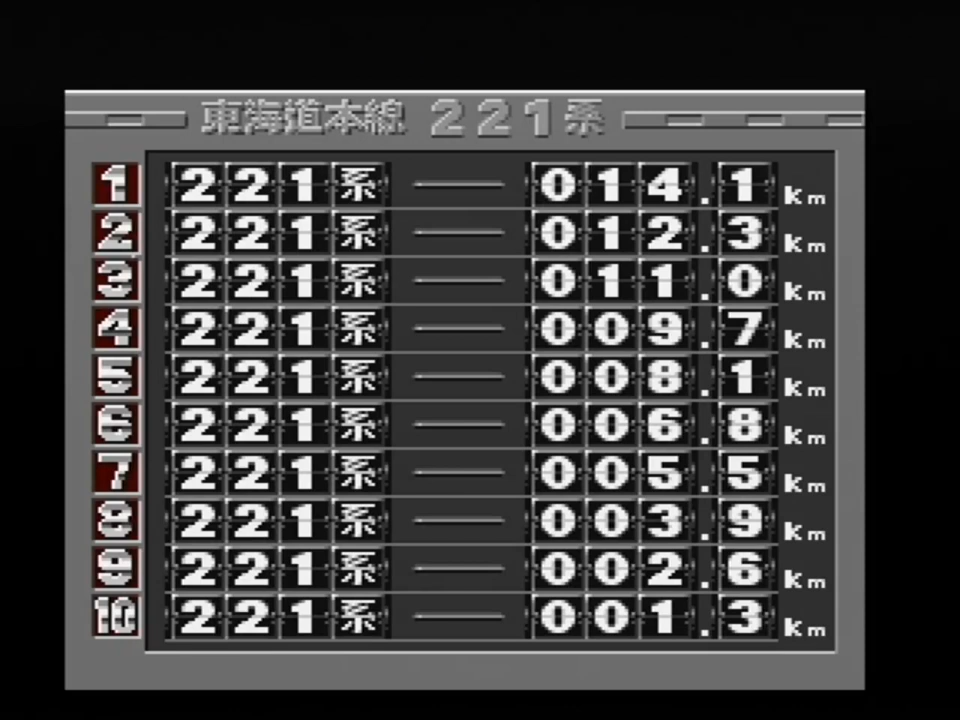 東海道本線 221系
1 221系 014.1 km
2 221系 012.3 km
3 221系 011.0 km
4 221系 009.7 km
5 221系 008.1 km
6 221系 006.8 km
7 221系 005.5 km
8 221系 003.9 km
9 221系 002.6 km
10 221系 001.3 km